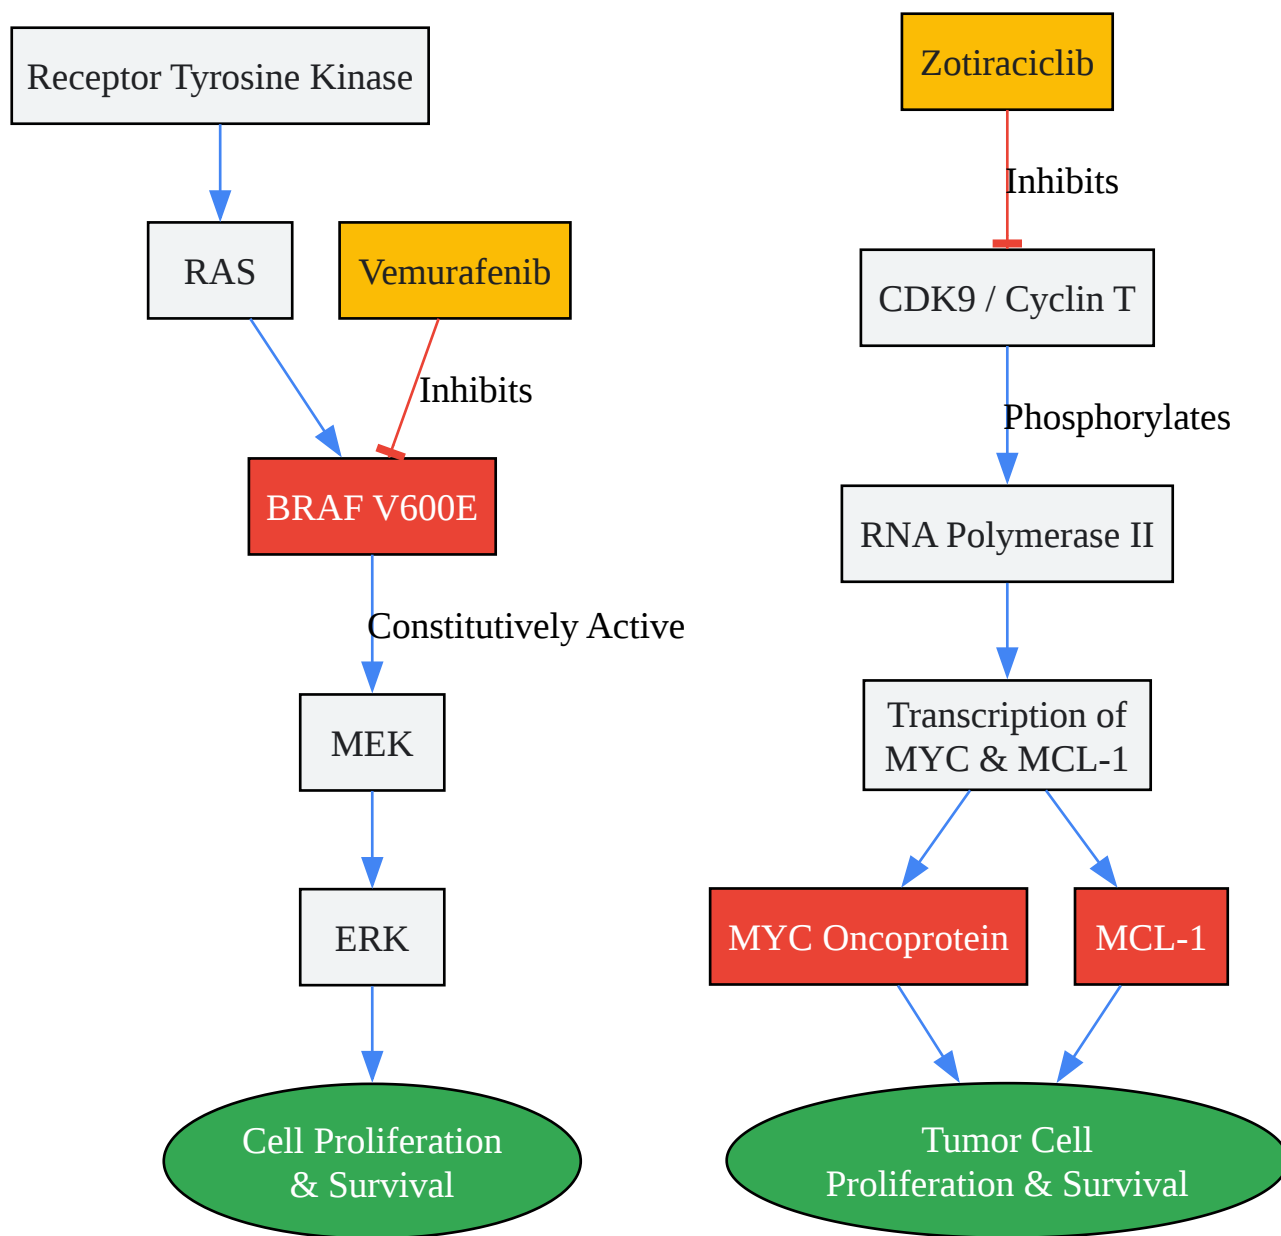 Receptor Tyrosine Kinase
RAS
Vemurafenib
Inhibits
BRAF V600E
Constitutively Active
MEK
ERK
Cell Proliferation
& Survival
Zotiraciclib
Inhibits
CDK9 / Cyclin T
Phosphorylates
RNA Polymerase II
Transcription of
MYC & MCL-1
MYC Oncoprotein
MCL-1
Tumor Cell
Proliferation & Survival